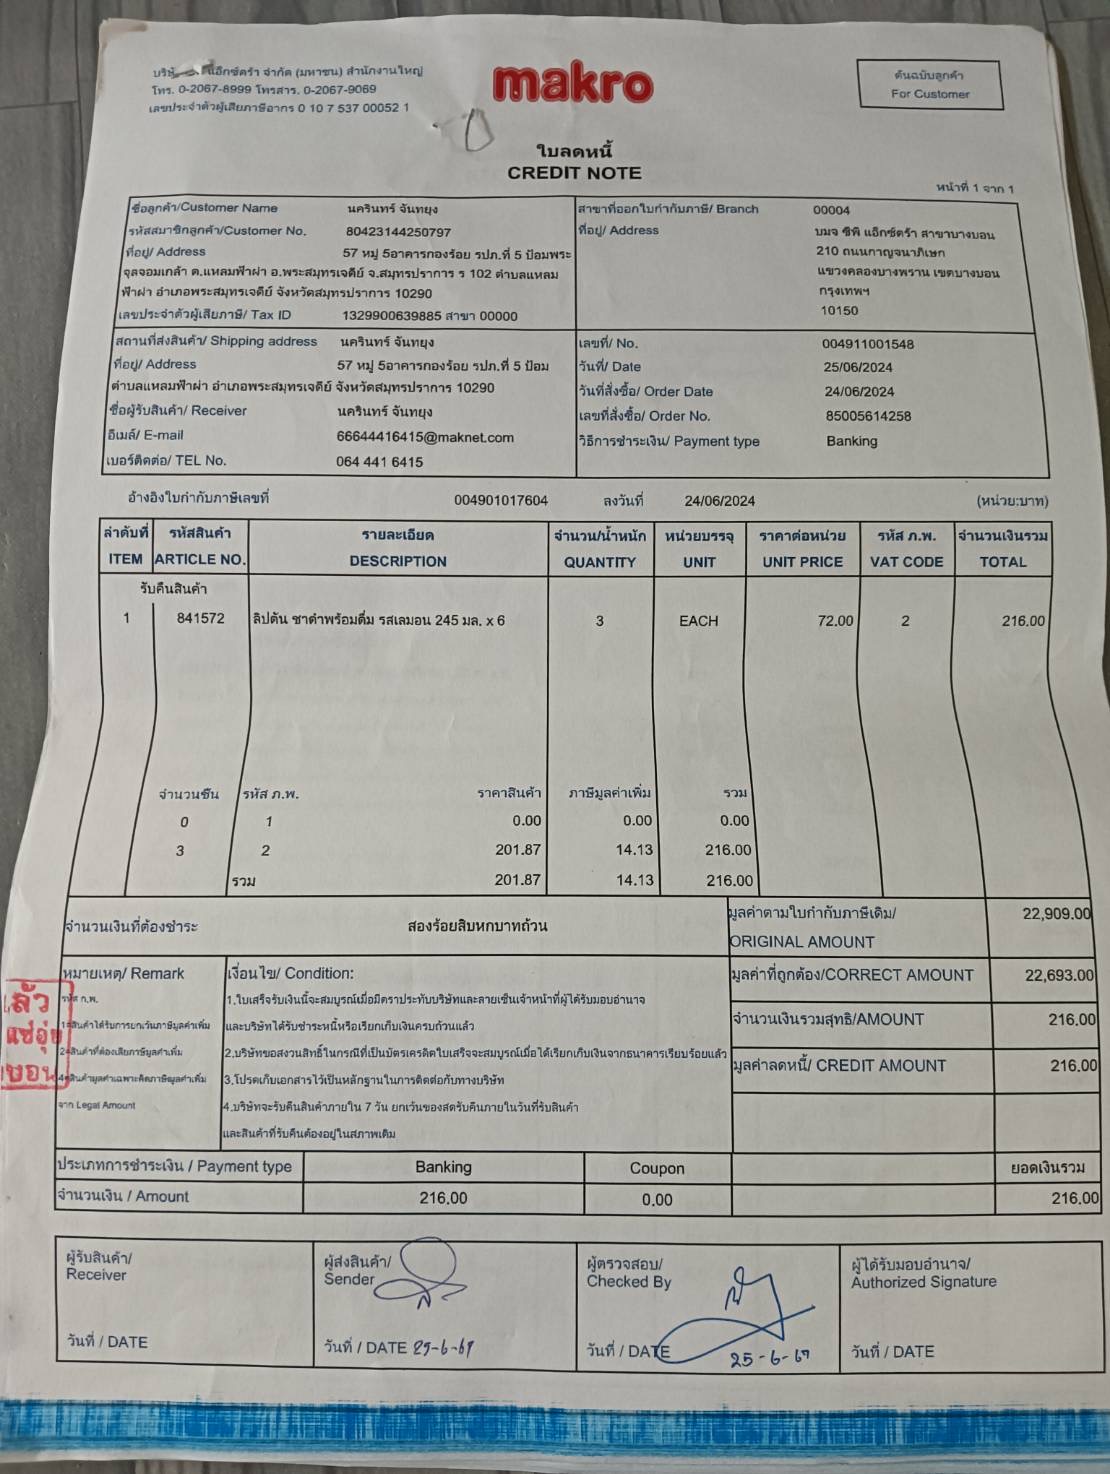 แอ็กซ์ตร้า จำกัด (มหาชน) สำนักงานใหญ่
โทร. 0-2067-8999 โทรสาร. 0-2067-9069
เลขประจำตัวผู้เสียภาษีอากร 0 10 7 537 00052 1
makro
ต้นฉบับลูกค้า
For Customer
ใบลดหนี้
CREDIT NOTE
หน้าที่ 1 จาก 1
ชื่อลูกค้า/Customer Name นครินทร์ จันทยุง
รหัสสมาชิกลูกค้า/Customer No. 80423144250797
ที่อยู่/ Address 57 หมู่ 5อาคารกองร้อย รปภ.ที่ 5 ป้อมพระ
จุลจอมเกล้า ต.แหลมฟ้าผ่า อ.พระสมุทรเจดีย์ จ.สมุทรปราการ ร 102 ตำบลแหลม
ฟ้าผ่า อำเภอพระสมุทรเจดีย์ จังหวัดสมุทรปราการ 10290
เลขประจำตัวผู้เสียภาษี/ Tax ID 1329900639885 สาขา 00000
สาขาที่ออกใบกำกับภาษี/ Branch 00004
ที่อยู่/ Address บมจ ซีพี แอ็กซ์ตร้า สาขาบางบอน
210 ถนนกาญจนาภิเษก
แขวงคลองบางพราน เขตบางบอน
กรุงเทพฯ
10150
สถานที่ส่งสินค้า/ Shipping address นครินทร์ จันทยุง
ที่อยู่/ Address 57 หมู่ 5อาคารกองร้อย รปภ.ที่ 5 ป้อม
ตำบลแหลมฟ้าผ่า อำเภอพระสมุทรเจดีย์ จังหวัดสมุทรปราการ 10290
ชื่อผู้รับสินค้า/ Receiver นครินทร์ จันทยุง
อีเมล์/ E-mail 66644416415@maknet.com
เบอร์ติดต่อ/ TEL No. 064 441 6415
เลขที่/ No. 004911001548
วันที่/ Date 25/06/2024
วันที่สั่งซื้อ/ Order Date 24/06/2024
เลขที่สั่งซื้อ/ Order No. 85005614258
วิธีการชำระเงิน/ Payment type Banking
อ้างอิงใบกำกับภาษีเลขที่ 004901017604 ลงวันที่ 24/06/2024 (หน่วย:บาท)
ลำดับที่ รหัสสินค้า รายละเอียด จำนวน/น้ำหนัก หน่วยบรรจุ ราคาต่อหน่วย รหัส ภ.พ. จำนวนเงินรวม
ITEM ARTICLE NO. DESCRIPTION QUANTITY UNIT UNIT PRICE VAT CODE TOTAL
รับคืนสินค้า
1 841572 ลิปตัน ชาดำพร้อมดื่ม รสเลมอน 245 มล. x 6 3 EACH 72.00 2 216.00
จำนวนชิ้น รหัส ภ.พ. ราคาสินค้า ภาษีมูลค่าเพิ่ม รวม
0 1 0.00 0.00 0.00
3 2 201.87 14.13 216.00
รวม 201.87 14.13 216.00
จำนวนเงินที่ต้องชำระ สองร้อยสิบหกบาทถ้วน
มูลค่าตามใบกำกับภาษีเดิม/ 22,909.00
ORIGINAL AMOUNT
มูลค่าที่ถูกต้อง/CORRECT AMOUNT 22,693.00
จำนวนเงินรวมสุทธิ/AMOUNT 216.00
มูลค่าลดหนี้/ CREDIT AMOUNT 216.00
หมายเหตุ/ Remark
รหัส ภ.พ.
1=สินค้าได้รับการยกเว้นภาษีมูลค่าเพิ่ม
2=สินค้าที่ต้องเสียภาษีมูลค่าเพิ่ม
4=สินค้ามูลค่าเฉพาะคิดภาษีมูลค่าเพิ่ม
จาก Legal Amount
เงื่อนไข/ Condition:
1.ใบเสร็จรับเงินนี้จะสมบูรณ์เมื่อมีตราประทับบริษัทและลายเซ็นเจ้าหน้าที่ผู้ได้รับมอบอำนาจ
และบริษัทได้รับชำระหนี้หรือเรียกเก็บเงินครบถ้วนแล้ว
2.บริษัทขอสงวนสิทธิ์ในกรณีที่เป็นบัตรเครดิตใบเสร็จจะสมบูรณ์เมื่อได้เรียกเก็บเงินจากธนาคารเรียบร้อยแล้ว
3.โปรดเก็บเอกสารไว้เป็นหลักฐานในการติดต่อกับทางบริษัท
4.บริษัทจะรับคืนสินค้าภายใน 7 วัน ยกเว้นของสดรับคืนภายในวันที่รับสินค้า
และสินค้าที่รับคืนต้องอยู่ในสภาพเดิม
ประเภทการชำระเงิน / Payment type Banking Coupon ยอดเงินรวม
จำนวนเงิน / Amount 216.00 0.00 216.00
ผู้รับสินค้า/
Receiver
วันที่ / DATE
ผู้ส่งสินค้า/
Sender
วันที่ / DATE 25-6-67
ผู้ตรวจสอบ/
Checked By
วันที่ / DATE 25-6-67
ผู้ได้รับมอบอำนาจ/
Authorized Signature
วันที่ / DATE